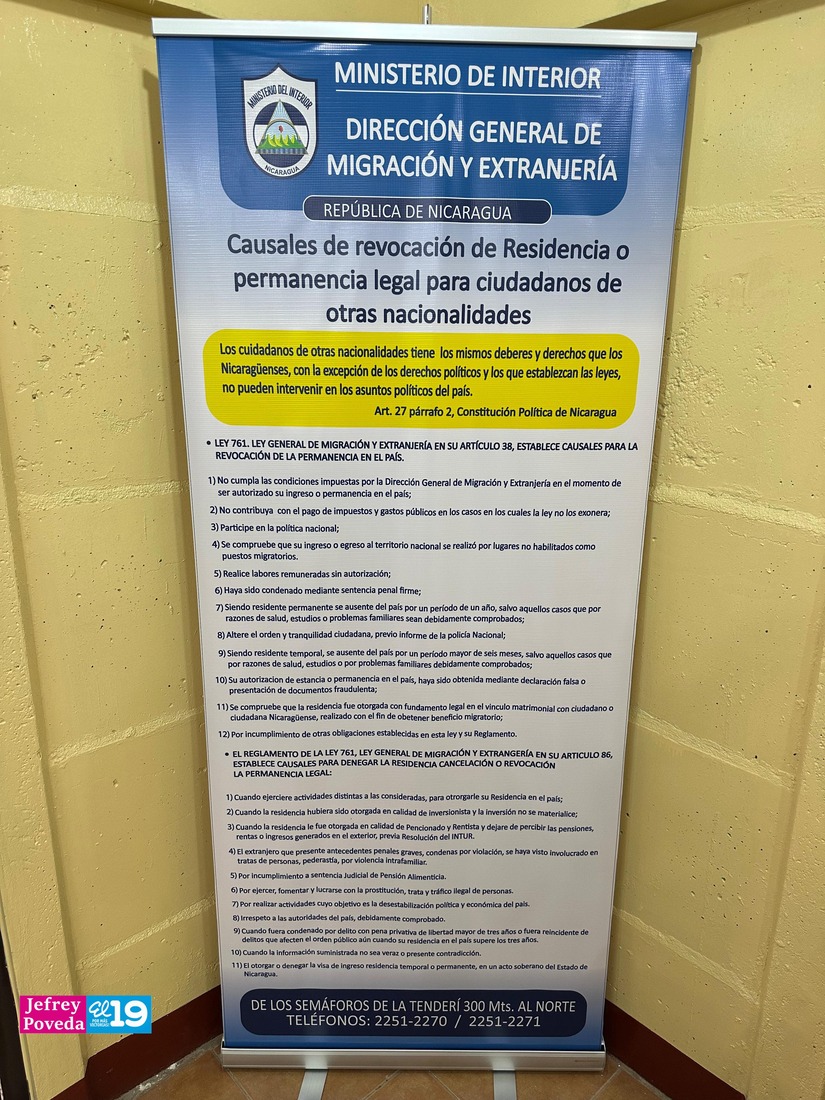 MINISTERIO DEL INTERIOR
NICARAGUA
MINISTERIO DE INTERIOR
DIRECCIÓN GENERAL DE
MIGRACIÓN Y EXTRANJERÍA
REPÚBLICA DE NICARAGUA
Causales de revocación de Residencia o
permanencia legal para ciudadanos de
otras nacionalidades
Los cuidadanos de otras nacionalidades tiene los mismos deberes y derechos que los
Nicaragüenses, con la excepción de los derechos políticos y los que establezcan las leyes,
no pueden intervenir en los asuntos políticos del país.
Art. 27 párrafo 2, Constitución Política de Nicaragua
• LEY 761. LEY GENERAL DE MIGRACIÓN Y EXTRANJERÍA EN SU ARTÍCULO 38, ESTABLECE CAUSALES PARA LA
REVOCACIÓN DE LA PERMANENCIA EN EL PAÍS.
1) No cumpla las condiciones impuestas por la Dirección General de Migración y Extranjería en el momento de
ser autorizado su ingreso o permanencia en el país;
2) No contribuya con el pago de impuestos y gastos públicos en los casos en los cuales la ley no los exonera;
3) Participe en la política nacional;
4) Se compruebe que su ingreso o egreso al territorio nacional se realizó por lugares no habilitados como
puestos migratorios.
5) Realice labores remuneradas sin autorización;
6) Haya sido condenado mediante sentencia penal firme;
7) Siendo residente permanente se ausente del país por un período de un año, salvo aquellos casos que por
razones de salud, estudios o problemas familiares sean debidamente comprobados;
8) Altere el orden y tranquilidad ciudadana, previo informe de la policía Nacional;
9) Siendo residente temporal, se ausente del país por un período mayor de seis meses, salvo aquellos casos que
por razones de salud, estudios o por problemas familiares debidamente comprobados;
10) Su autorizacion de estancia o permanencia en el país, haya sido obtenida mediante declaración falsa o
presentación de documentos fraudulenta;
11) Se compruebe que la residencia fue otorgada con fundamento legal en el vínculo matrimonial con ciudadano o
ciudadana Nicaragüense, realizado con el fin de obetener beneficio migratorio;
12) Por incumplimiento de otras obligaciones establecidas en esta ley y su Reglamento.
• EL REGLAMENTO DE LA LEY 761, LEY GENERAL DE MIGRACIÓN Y EXTRANGERÍA EN SU ARTICULO 86,
ESTABLECE CAUSALES PARA DENEGAR LA RESIDENCIA CANCELACIÓN O REVOCACIÓN
LA PERMANENCIA LEGAL:
1) Cuando ejerciere actividades distintas a las consideradas, para otrorgarle su Residencia en el país;
2) Cuando la residencia hubiera sido otorgada en calidad de inversionista y la inversión no se materialice;
3) Cuando la residencia le fue otorgada en calidad de Pencionado y Rentista y dejare de percibir las pensiones,
rentas o ingresos generados en el exterior, previa Resolución del INTUR.
4) El extranjero que presente antecedentes penales graves, condenas por violación, se haya visto involucrado en
tratas de personas, pederastía, por violencia intrafamiliar.
5) Por incumplimiento a sentencia Judicial de Pensión Alimenticia.
6) Por ejercer, fomentar y lucrarse con la prostitución, trata y tráfico ilegal de personas.
7) Por realizar actividades cuyo objetivo es la desestabilización política y económica del país.
8) Irrespeto a las autoridades del país, debidamente comprobado.
9) Cuando fuera condenado por delito con pena privativa de libertad mayor de tres años o fuera reincidente de
delitos que afecten el orden público aún cuando su residencia en el país supere los tres años.
10) Cuando la información suministrada no sea veraz o presente contradicción.
11) El otorgar o denegar la visa de ingreso residencia temporal o permanente, en un acto soberano del Estado de
Nicaragua.
DE LOS SEMÁFOROS DE LA TENDERÍ 300 Mts. AL NORTE
TELÉFONOS: 2251-2270 / 2251-2271
Jefrey
Poveda
El 19
POR MÁS
VICTORIAS